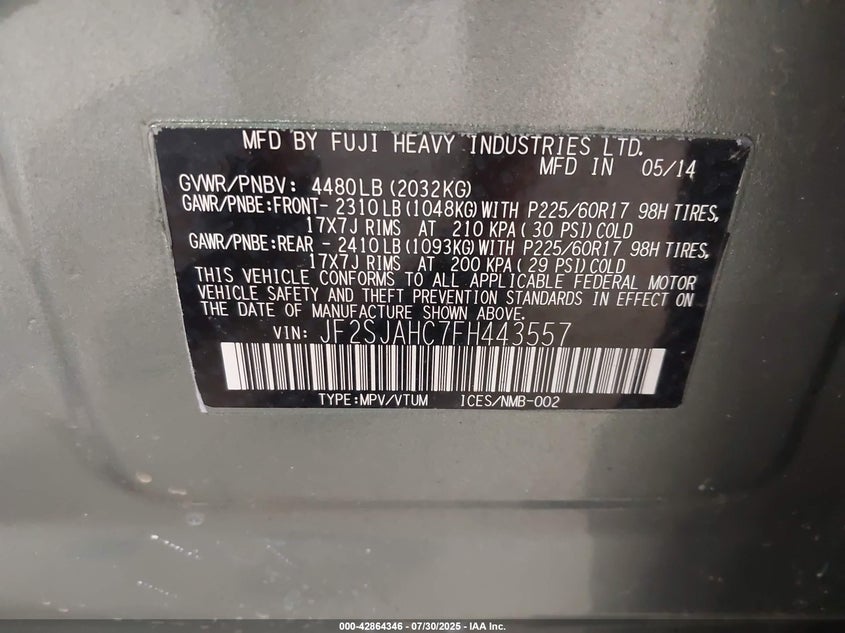 MFD BY FUJI HEAVY INDUSTRIES LTD.
MFD IN 05/14
GVWR/PNBV: 4480LB (2032KG)
GAWR/PNBE:FRONT- 2310LB (1048KG) WITH P225/60R17 98H TIRES,
17X7J RIMS AT 210 KPA ( 30 PSI) COLD
GAWR/PNBE:REAR - 2410LB (1093KG) WITH P225/60R17 98H TIRES,
17X7J RIMS AT 200 KPA (29 PSI) COLD
THIS VEHICLE CONFORMS TO ALL APPLICABLE FEDERAL MOTOR
VEHICLE SAFETY AND THEFT PREVENTION STANDARDS IN EFFECT ON
THE DATE OF MANUFACTURE SHOWN ABOVE.
VIN: JF2SJAHC7FH443557
TYPE:MPV/VTUM ICES/NMB-002
000-42864346 - 07/30/2025 - IAA Inc.